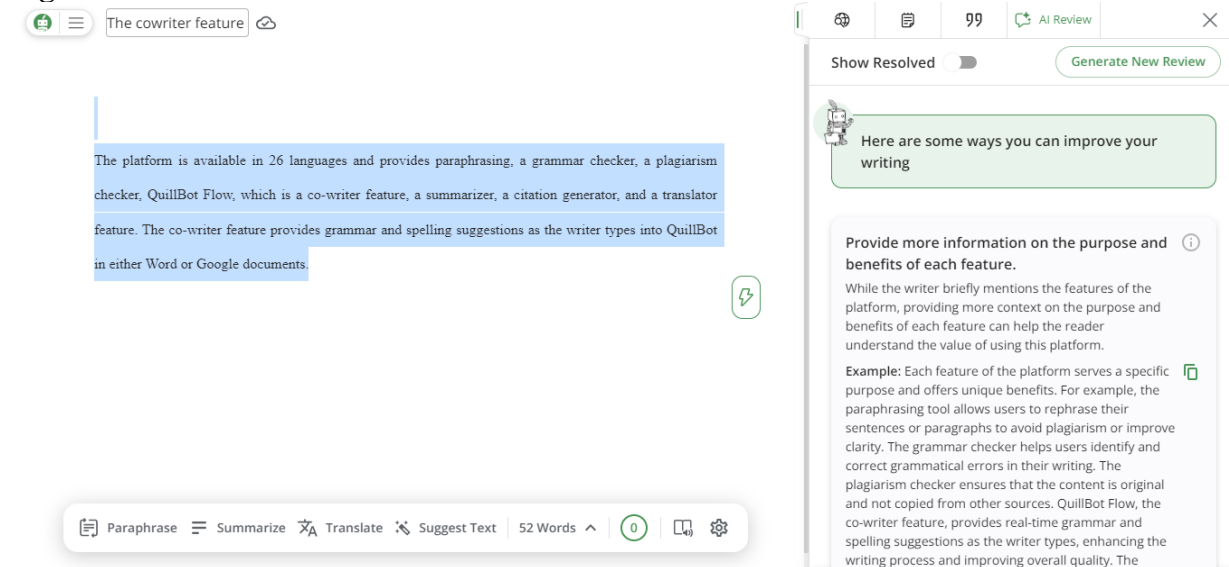 The cowriter feature
The platform is available in 26 languages and provides paraphrasing, a grammar checker, a plagiarism
checker, QuillBot Flow, which is a co-writer feature, a summarizer, a citation generator, and a translator
feature. The co-writer feature provides grammar and spelling suggestions as the writer types into QuillBot
in either Word or Google documents.
Paraphrase Summarize Translate Suggest Text 52 Words 0
AI Review
Show Resolved Generate New Review
Here are some ways you can improve your
writing
Provide more information on the purpose and
benefits of each feature.
While the writer briefly mentions the features of the
platform, providing more context on the purpose and
benefits of each feature can help the reader
understand the value of using this platform.
Example: Each feature of the platform serves a specific
purpose and offers unique benefits. For example, the
paraphrasing tool allows users to rephrase their
sentences or paragraphs to avoid plagiarism or improve
clarity. The grammar checker helps users identify and
correct grammatical errors in their writing. The
plagiarism checker ensures that the content is original
and not copied from other sources. QuillBot Flow, the
co-writer feature, provides real-time grammar and
spelling suggestions as the writer types, enhancing the
writing process and improving overall quality. The